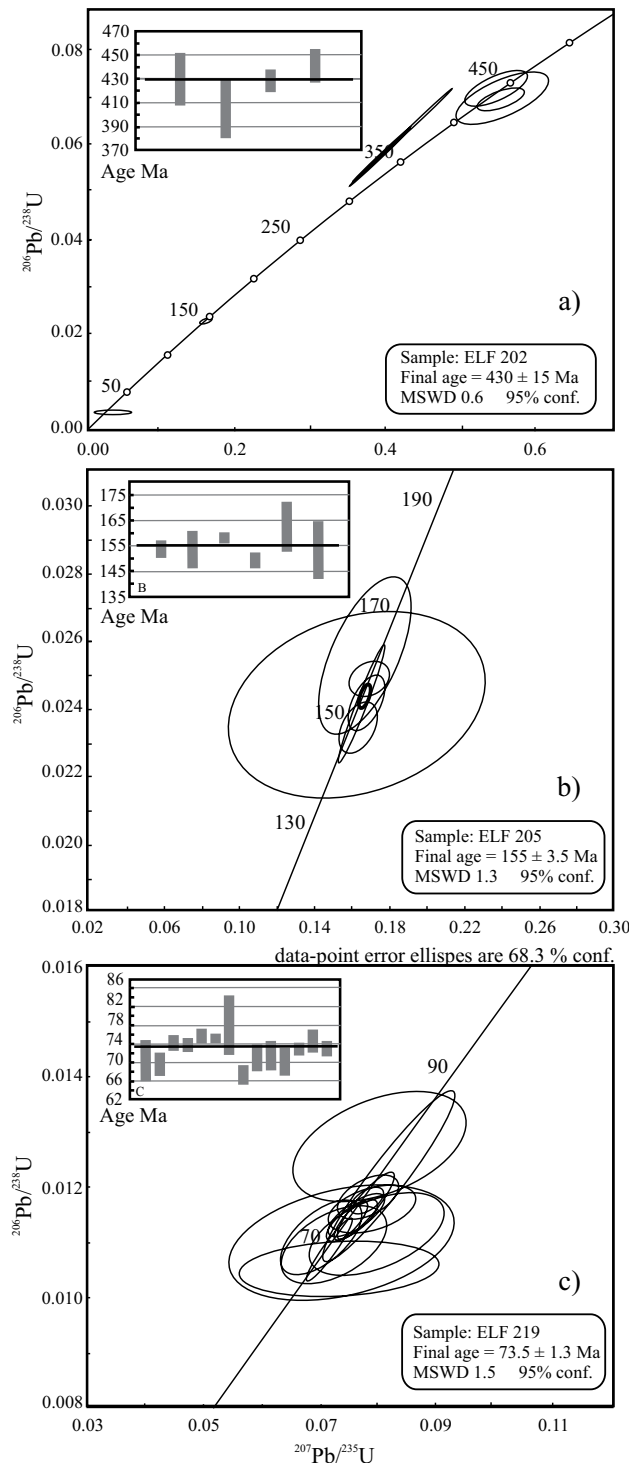 470
450
430
410
390
370
Age Ma
0.08
0.06
0.04
0.02
0.00
²⁰⁶Pb/²³⁸U
450
350
250
150
50
a)
Sample: ELF 202
Final age = 430 ± 15 Ma
MSWD 0.6 95% conf.
0.00 0.2 0.4 0.6
175
165
155
145
135
B
Age Ma
0.030
0.028
0.026
0.024
0.022
0.020
0.018
²⁰⁶Pb/²³⁸U
190
170
150
130
b)
Sample: ELF 205
Final age = 155 ± 3.5 Ma
MSWD 1.3 95% conf.
0.02 0.06 0.10 0.14 0.18 0.22 0.26 0.30
data-point error ellispes are 68.3 % conf.
86
82
78
74
70
66
62
C
Age Ma
0.016
0.014
0.012
0.010
0.008
²⁰⁶Pb/²³⁸U
90
70
c)
Sample: ELF 219
Final age = 73.5 ± 1.3 Ma
MSWD 1.5 95% conf.
0.03 0.05 0.07 0.09 0.11
²⁰⁷Pb/²³⁵U